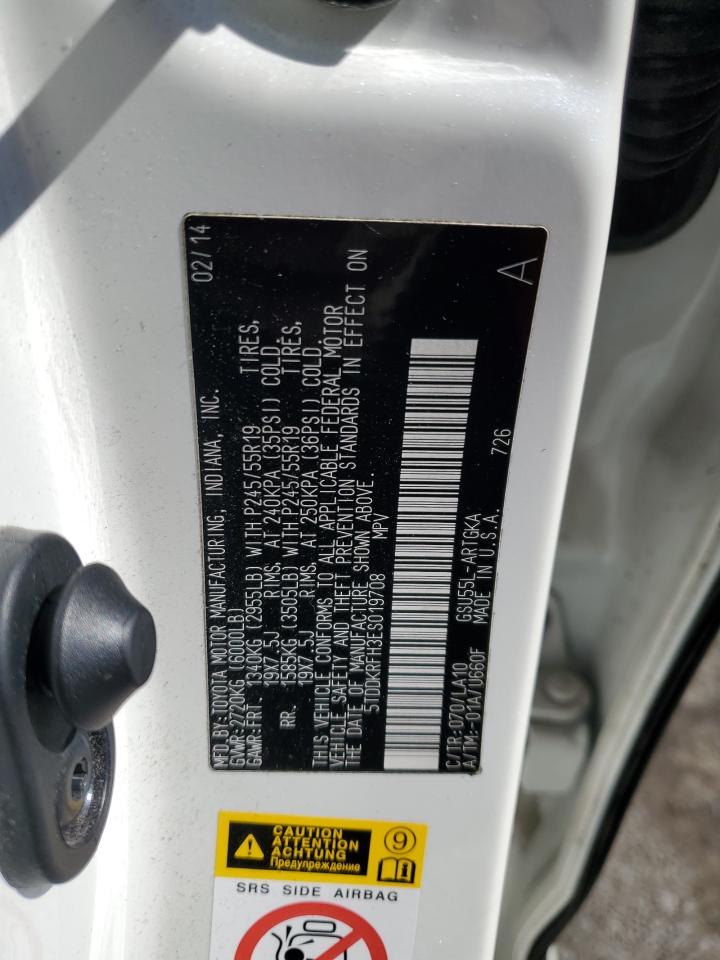 MFD.BY:TOYOTA MOTOR MANUFACTURING, INDIANA, INC. 02/14
GVWR:2720KG (6000LB)
GAWR:FRT 1340KG (2955LB) WITH P245/55R19 TIRES,
19X7.5J RIMS, AT 240KPA (35PSI) COLD.
RR. 1585KG (3505LB) WITH P245/55R19 TIRES,
19X7.5J RIMS, AT 250KPA (36PSI) COLD.
THIS VEHICLE CONFORMS TO ALL APPLICABLE FEDERAL MOTOR
VEHICLE SAFETY AND THEFT PREVENTION STANDARDS IN EFFECT ON
THE DATE OF MANUFACTURE SHOWN ABOVE.
5TDDKRFH3ES019708 MPV
C/TR:070/LA10 GSU55L-ARTGKA 726 A
A/TM:-01A/U660F MADE IN U.S.A.
CAUTION
ATTENTION
ACHTUNG
Предупреждение
9
SRS SIDE AIRBAG